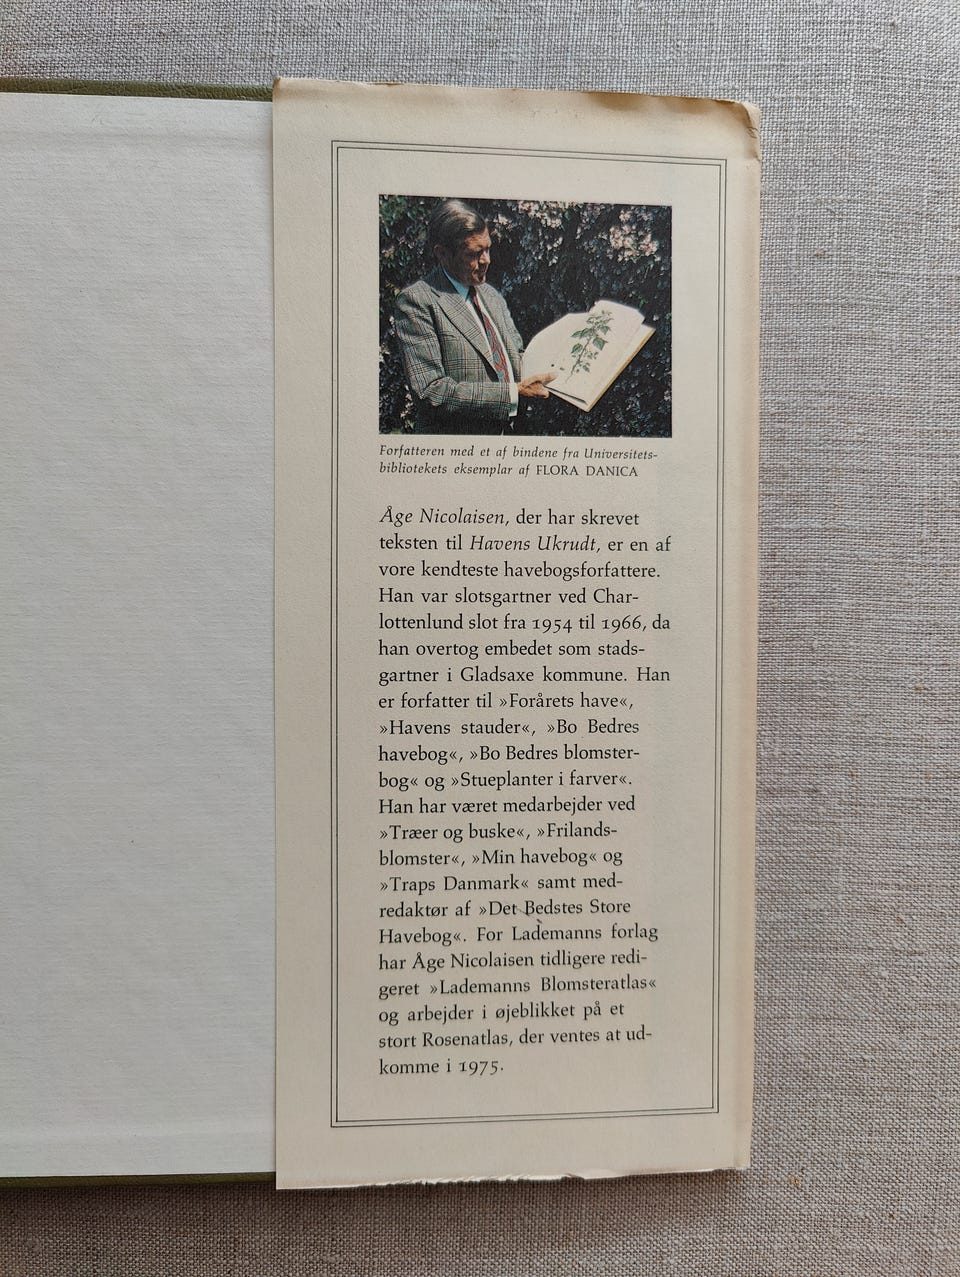 Forfatteren med et af bindene fra Universitets-
bibliotekets eksemplar af FLORA DANICA
Åge Nicolaisen, der har skrevet
teksten til Havens Ukrudt, er en af
vore kendteste havebogsforfattere.
Han var slotsgartner ved Char-
lottenlund slot fra 1954 til 1966, da
han overtog embedet som stads-
gartner i Gladsaxe kommune. Han
er forfatter til »Forårets have«,
»Havens stauder«, »Bo Bedres
havebog«, »Bo Bedres blomster-
bog« og »Stueplanter i farver«.
Han har været medarbejder ved
»Træer og buske«, »Frilands-
blomster«, »Min havebog« og
»Traps Danmark« samt med-
redaktør af »Det Bedstes Store
Havebog«. For Lademanns forlag
har Åge Nicolaisen tidligere redi-
geret »Lademanns Blomsteratlas«
og arbejder i øjeblikket på et
stort Rosenatlas, der ventes at ud-
komme i 1975.